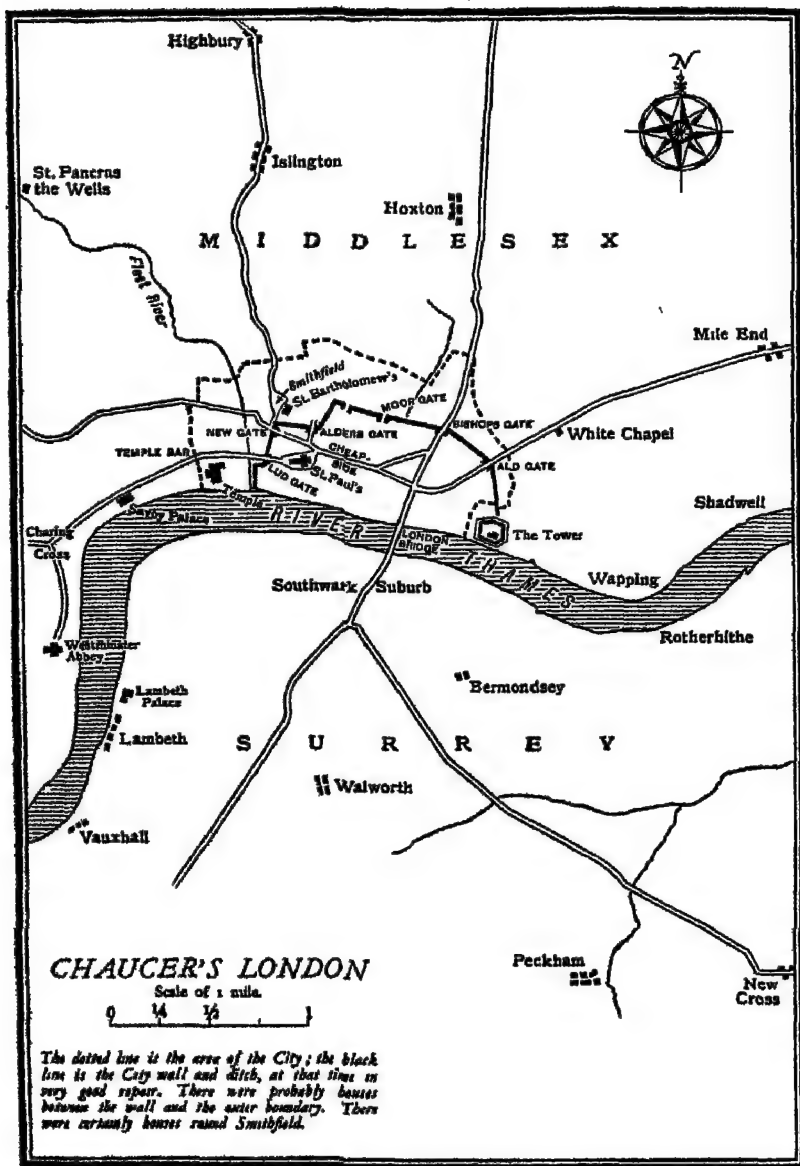 N
Highbury
Islington
St. Pancras
the Wells
Hoxton
MIDDLESEX
Fleet River
Mile End
Smithfield
St. Bartholomew's
MOOR GATE
NEW GATE
ALDERS GATE
BISHOPS GATE
White Chapel
TEMPLE BAR
CHEAP-
SIDE
ALD GATE
LUD GATE
St. Paul's
Temple
Savoy Palace
Shadwell
Charing
Cross
RIVER THAMES
LONDON
BRIDGE
The Tower
Wapping
Southwark Suburb
Rotherhithe
Westminster
Abbey
Bermondsey
Lambeth
Palace
Lambeth
SURREY
Walworth
Vauxhall
Peckham
New
Cross
CHAUCER'S LONDON
Scale of 1 mile.
0 1/4 1/2 1
The dotted line is the area of the City; the black
line is the City wall and ditch, at that time in
very good repair. There were probably houses
between the wall and the outer boundary. There
were certainly houses round Smithfield.